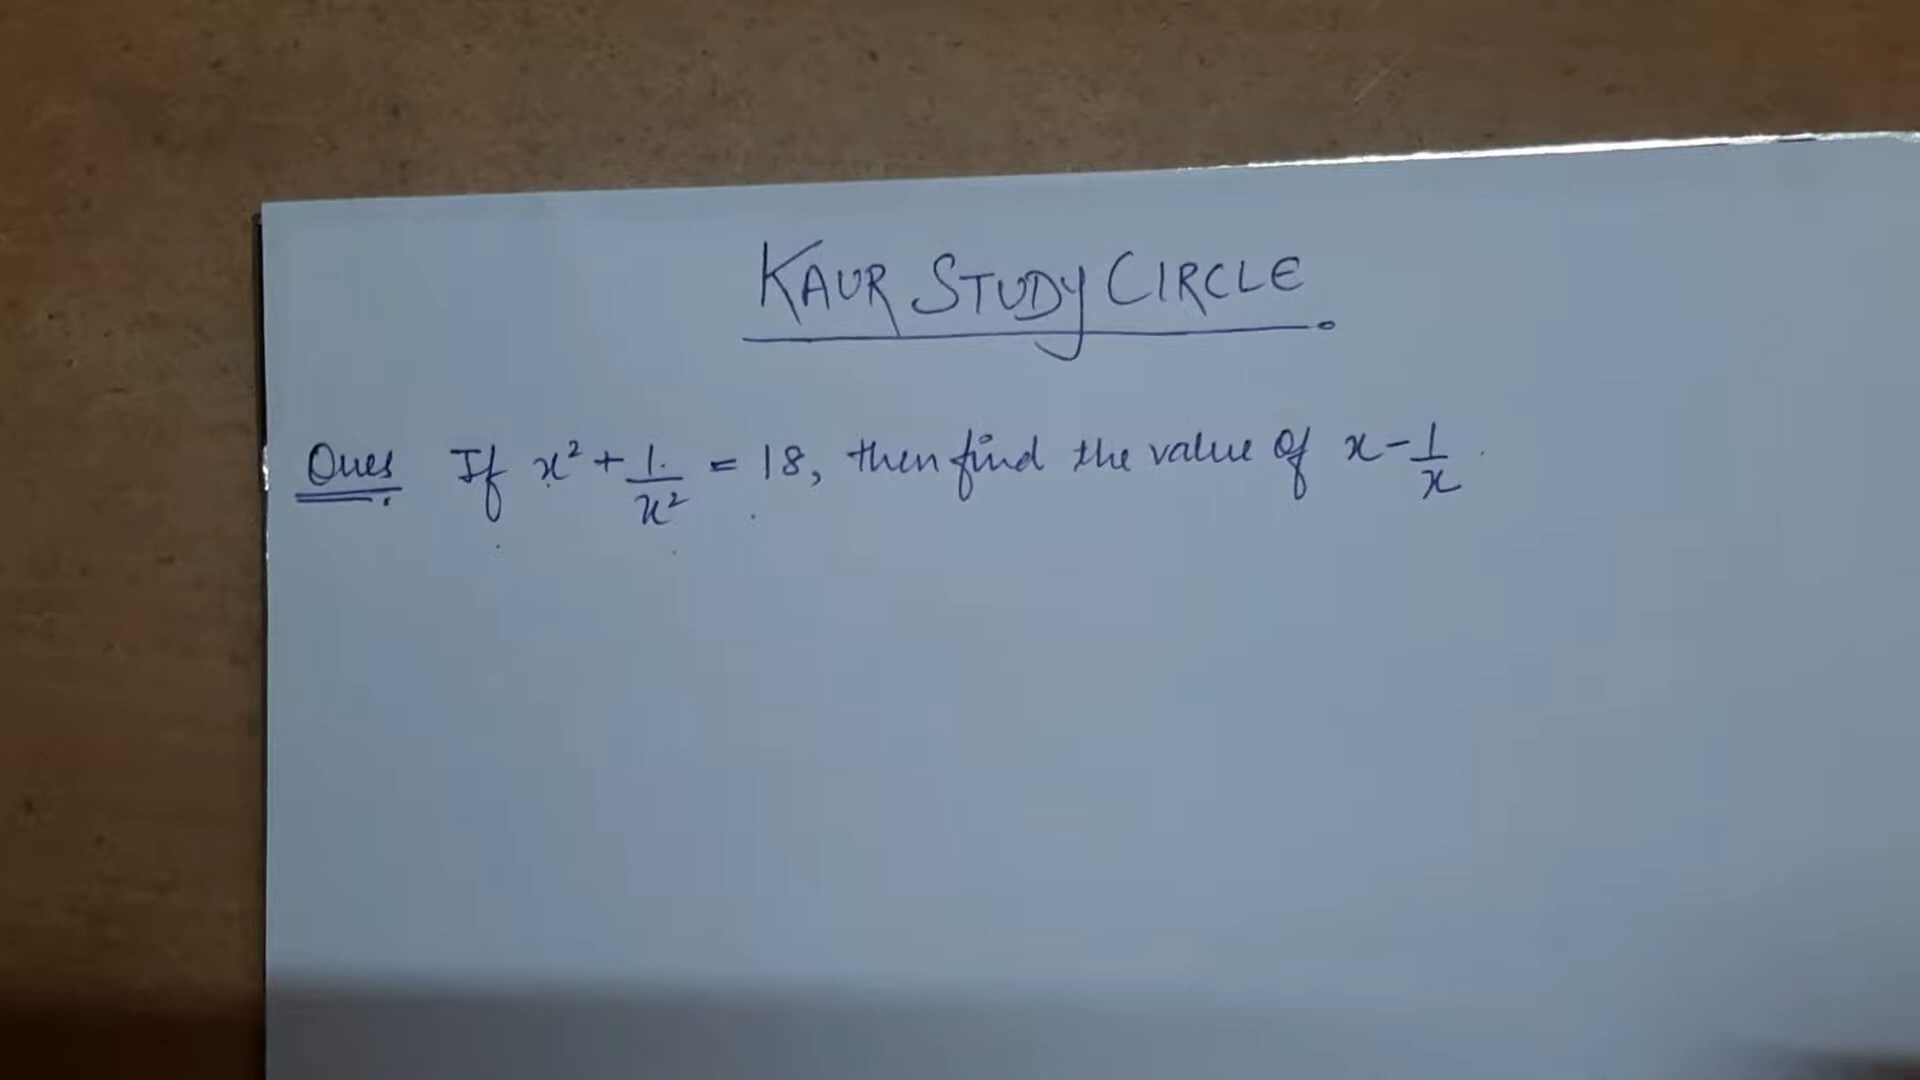 KAUR STUDY CIRCLE
Ques If x² + 1/x² = 18, then find the value of x - 1/x.